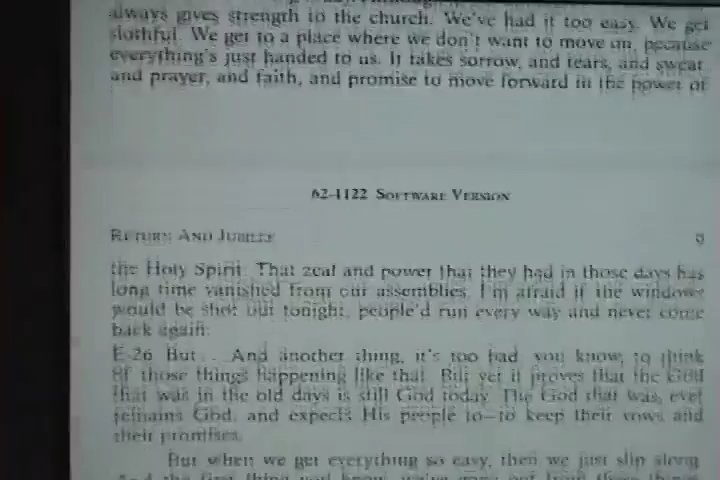 always gives strength to the church. We've had it too easy. We get
slothful. We get to a place where we don't want to move on, because
everything's just handed to us. It takes sorrow, and tears, and sweat
and prayer, and faith, and promise to move forward in the power of
62-1122 SOFTWARE VERSION
RETURN AND JUBILEE 9
the Holy Spirit. That zeal and power that they had in those days has
long time vanished from our assemblies. I'm afraid if the windows
would be shot out tonight, people'd run every way and never come
back again.
E-26 But... And another thing, it's too bad, you know, to think
of those things happening like that. But yet it proves that the God
that was in the old days is still God today. The God that was, ever
remains God, and expects His people to—to keep their vows and
their promises.
But when we get everything so easy, then we just slip along.
And the first thing you know, we're